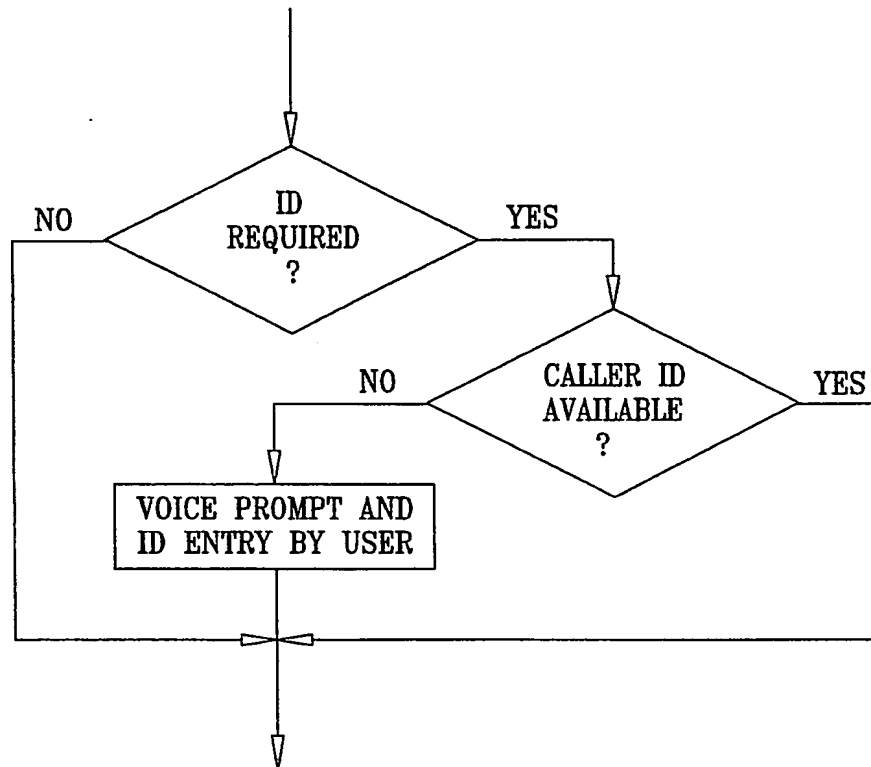 ID
REQUIRED
?
NO
YES
CALLER ID
AVAILABLE
?
NO
YES
VOICE PROMPT AND
ID ENTRY BY USER